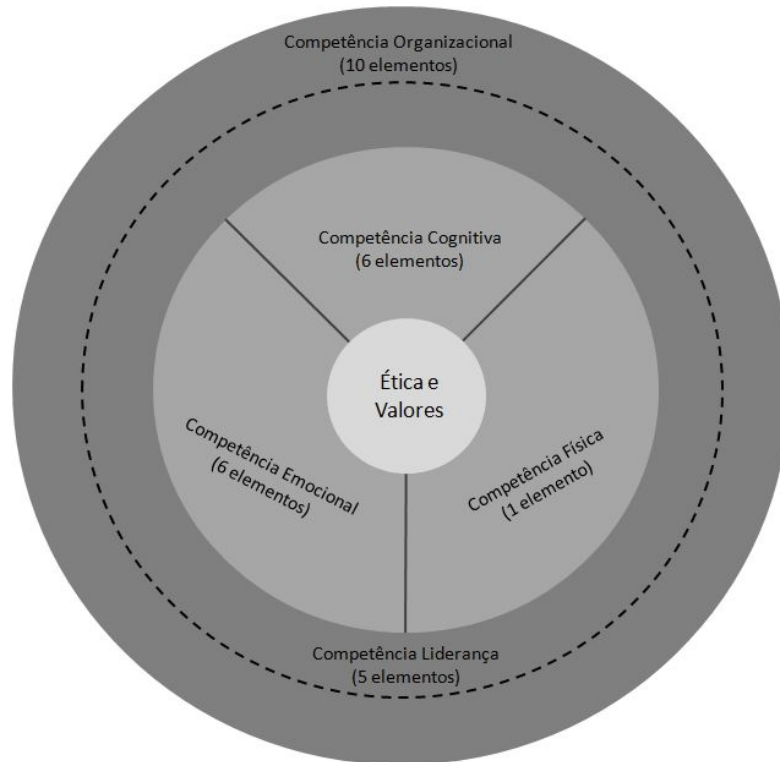 Competência Organizacional
(10 elementos)
Competência Cognitiva
(6 elementos)
Ética e
Valores
Competência Emocional
(6 elementos)
Competência Física
(1 elemento)
Competência Liderança
(5 elementos)